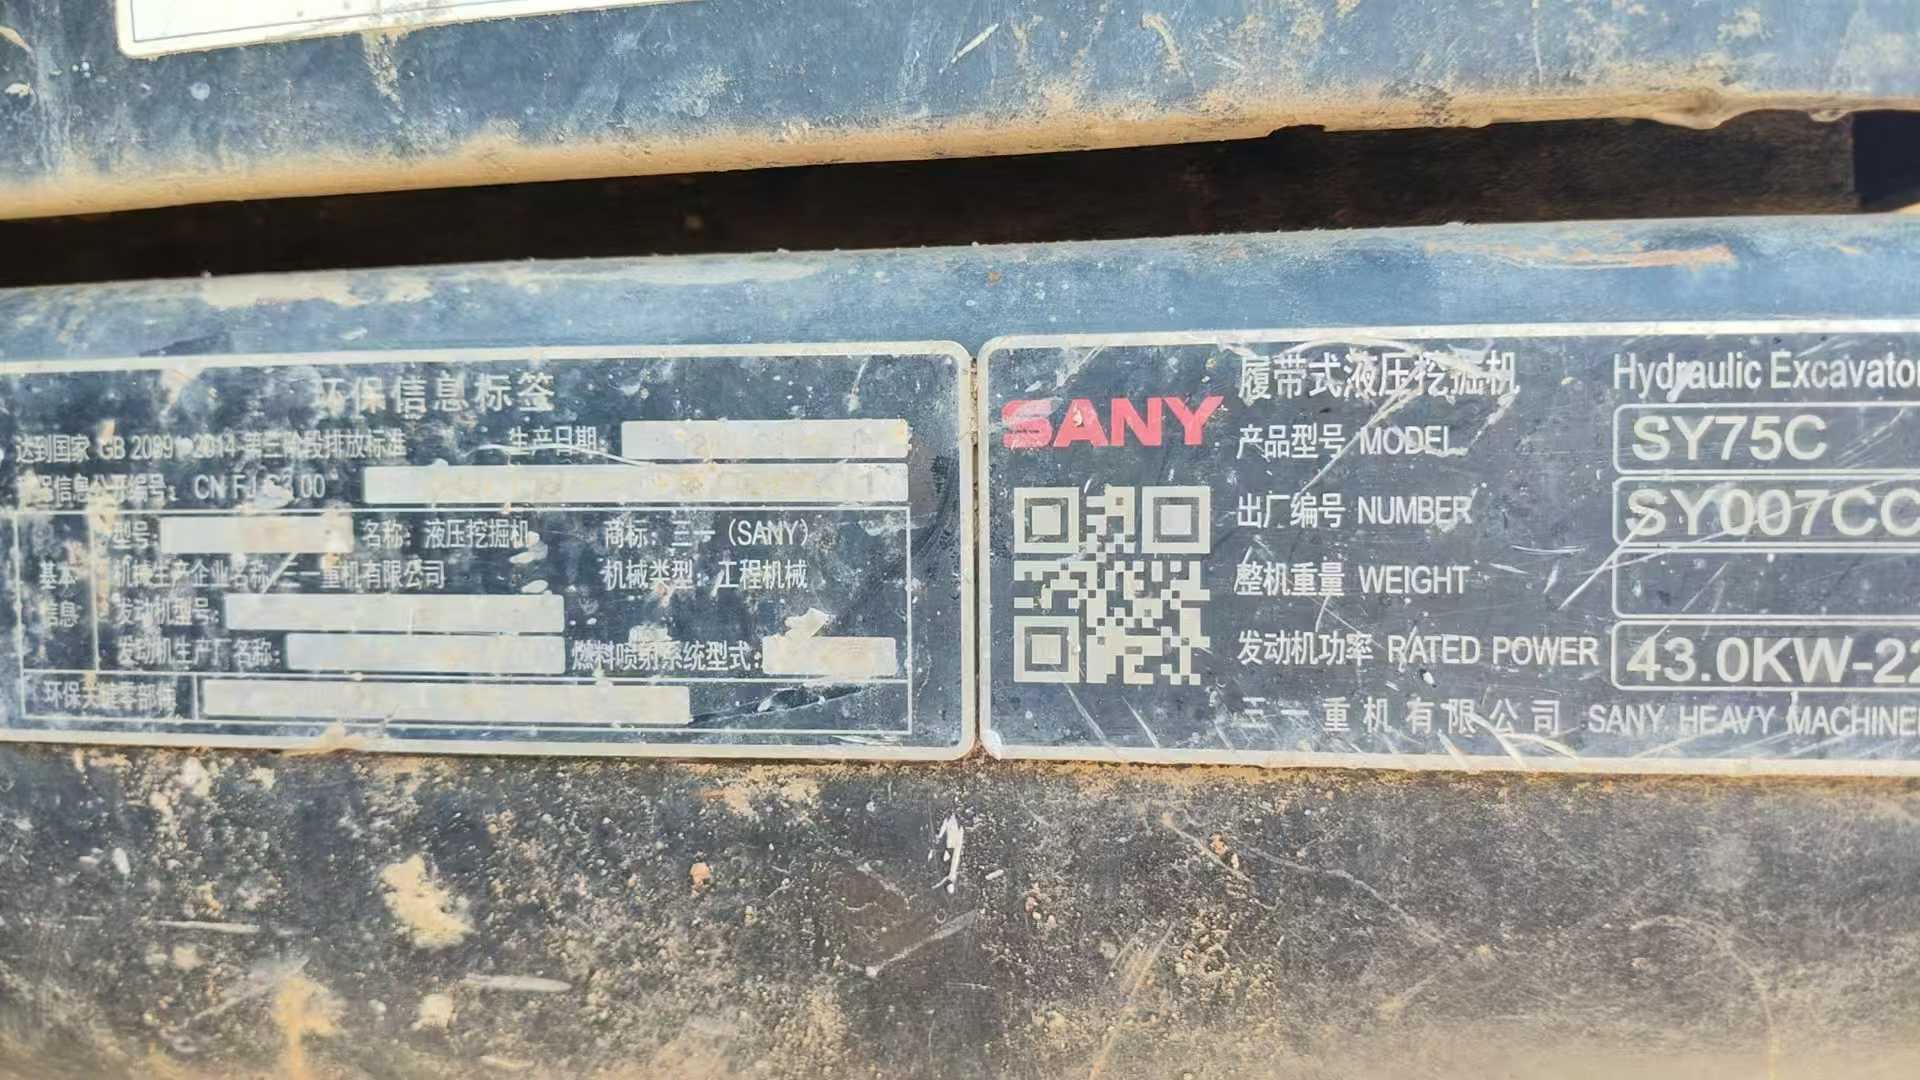 环保信息标签
达到国家 GB 20891-2014 第三阶段排放标准 生产日期:
环保信息公开编号: CN FJ G3 00
型号: 名称: 液压挖掘机 商标: 三一 (SANY)
基本信息
机械生产企业名称: 三一重机有限公司 机械类型: 工程机械
发动机型号:
发动机生产厂名称: 燃料喷射系统型式:
环保关键零部件
SANY
履带式液压挖掘机 Hydraulic Excavator
产品型号 MODEL SY75C
出厂编号 NUMBER SY007CC
整机重量 WEIGHT
发动机功率 RATED POWER 43.0KW-22
三一重机有限公司 SANY HEAVY MACHINE